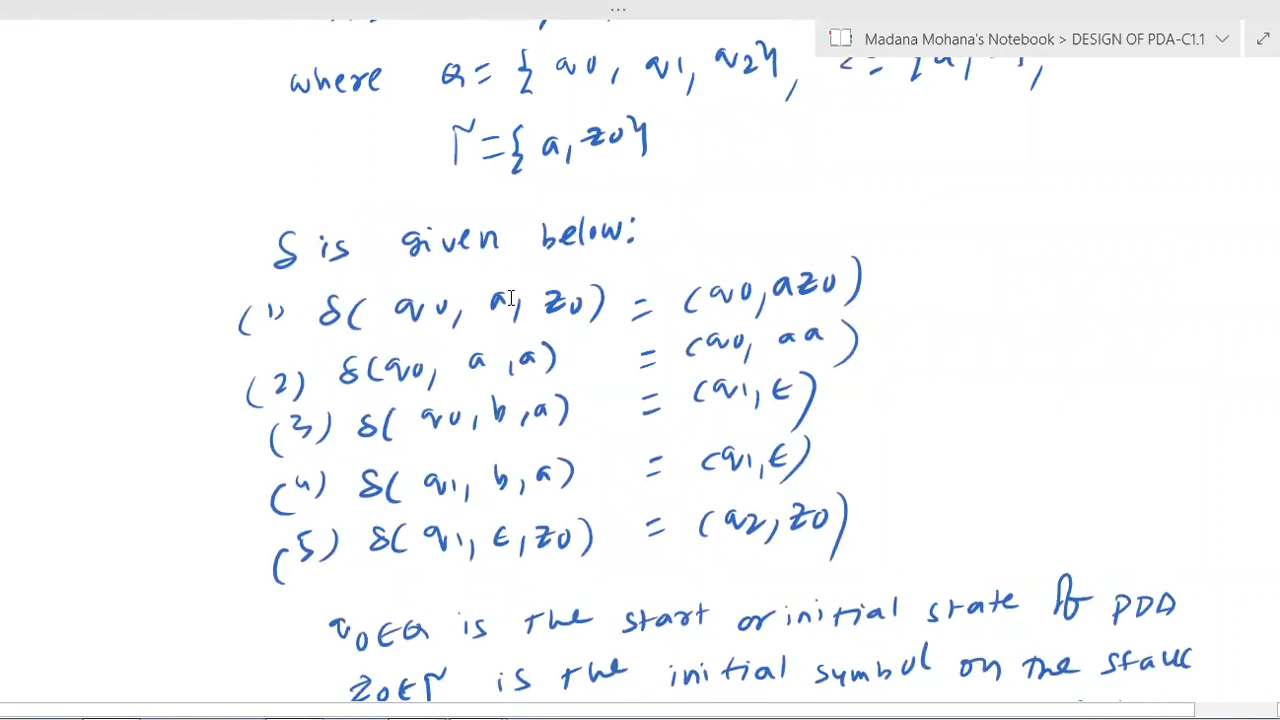 Madana Mohana's Notebook > DESIGN OF PDA-C1.1
where Q = { q0, q1, q2 },
Γ = { a, z0 }
δ is given below:
(1) δ( q0, a, z0) = (q0, az0)
(2) δ(q0, a, a) = (q0, aa)
(3) δ( q0, b, a) = (q1, ε)
(4) δ( q1, b, a) = (q1, ε)
(5) δ( q1, ε, z0) = (q2, z0)
q0∈Q is the start or initial state of PDA
z0∈Γ is the initial symbol on the stack